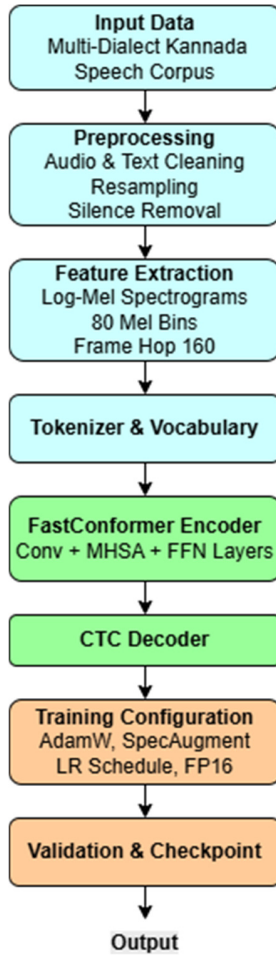 Input Data
Multi-Dialect Kannada
Speech Corpus
Preprocessing
Audio & Text Cleaning
Resampling
Silence Removal
Feature Extraction
Log-Mel Spectrograms
80 Mel Bins
Frame Hop 160
Tokenizer & Vocabulary
FastConformer Encoder
Conv + MHSA + FFN Layers
CTC Decoder
Training Configuration
AdamW, SpecAugment
LR Schedule, FP16
Validation & Checkpoint
Output